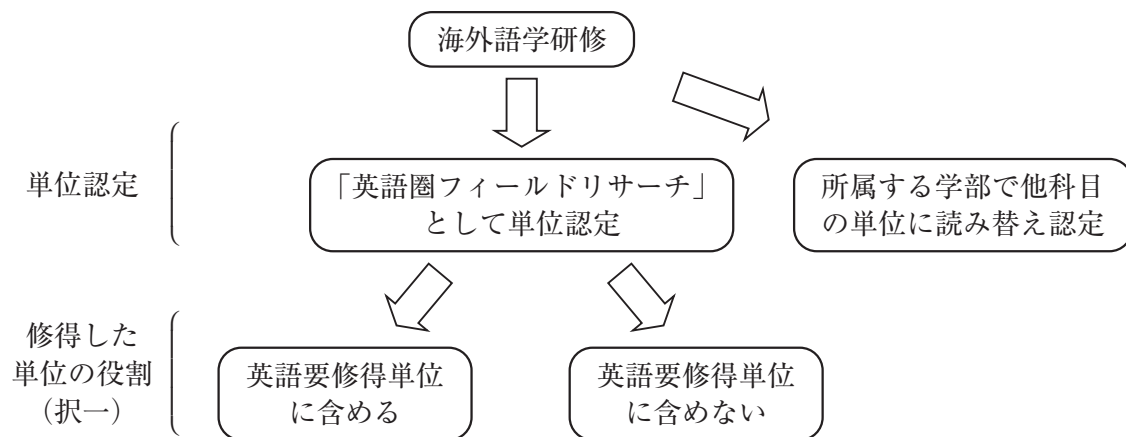 海外語学研修
単位認定
「英語圏フィールドリサーチ」
として単位認定
所属する学部で他科目
の単位に読み替え認定
修得した
単位の役割
（択一）
英語要修得単位
に含める
英語要修得単位
に含めない